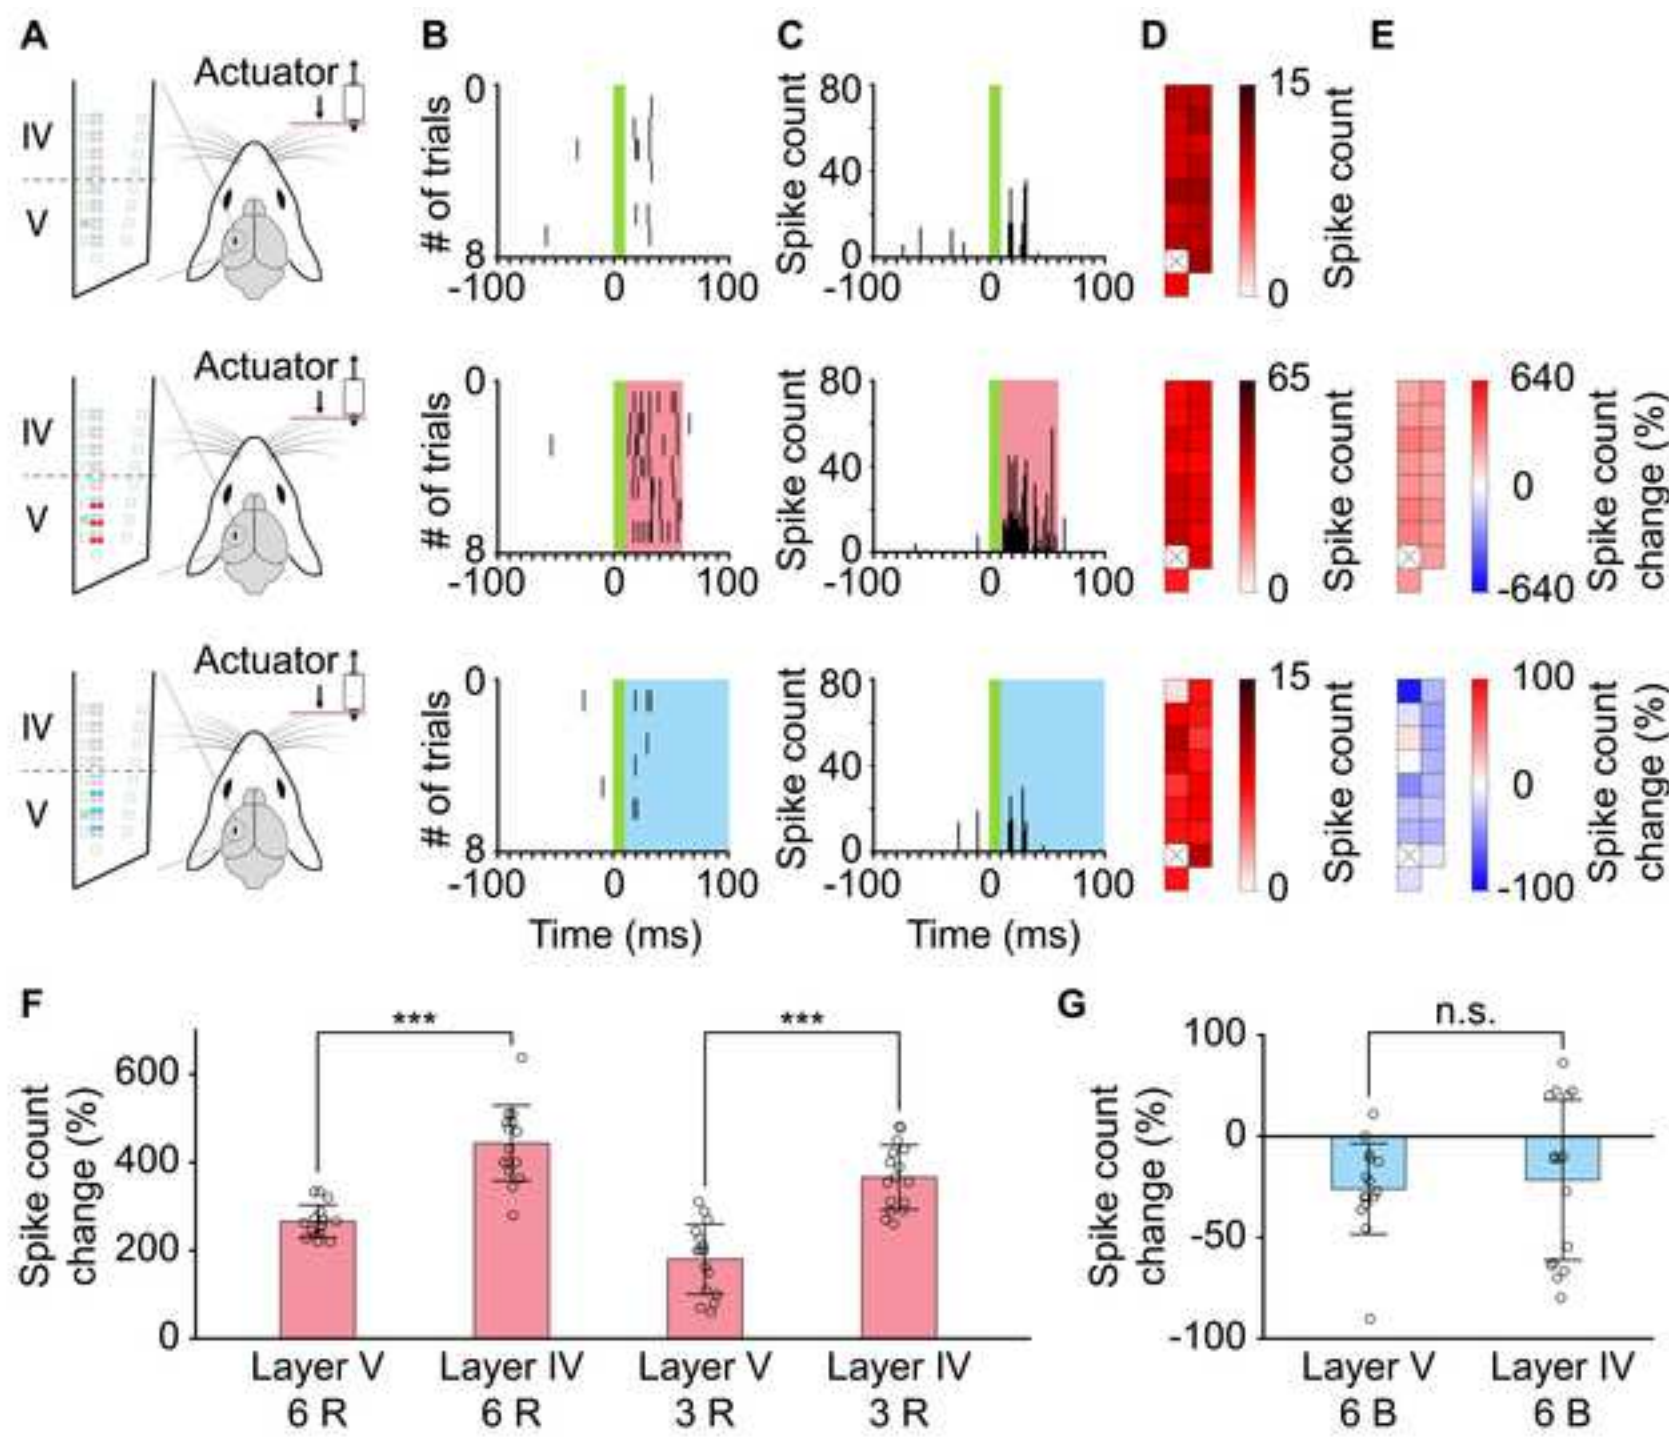 A
B
C
D
E
Actuator
IV
V
# of trials
0
8
-100 0 100
Spike count
80
40
0
-100 0 100
15
0
Spike count
Actuator
IV
V
# of trials
0
8
-100 0 100
Spike count
80
40
0
-100 0 100
65
0
Spike count
640
0
-640
Spike count
change (%)
Actuator
IV
V
# of trials
0
8
-100 0 100
Time (ms)
Spike count
80
40
0
-100 0 100
Time (ms)
15
0
Spike count
100
0
-100
Spike count
change (%)
F
Spike count
change (%)
600
400
200
0
***
***
Layer V Layer IV Layer V Layer IV
6 R 6 R 3 R 3 R
G
Spike count
change (%)
100
0
-50
-100
n.s.
Layer V Layer IV
6 B 6 B